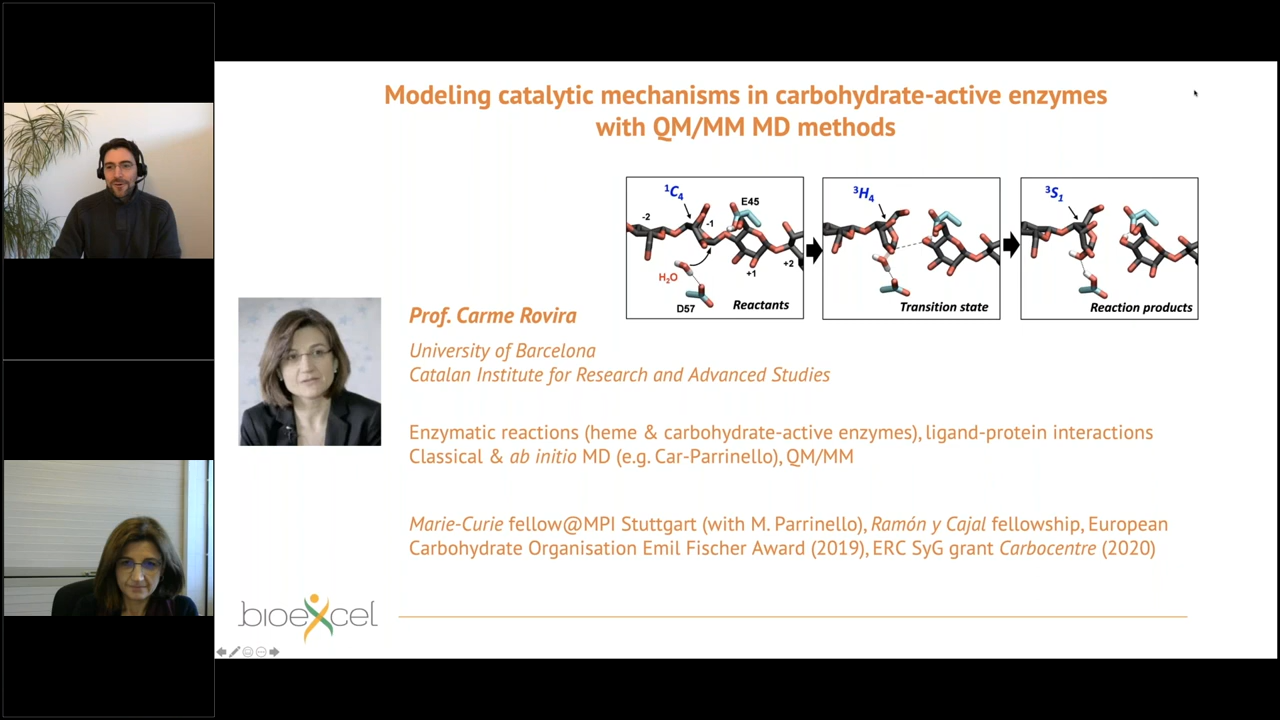 Modeling catalytic mechanisms in carbohydrate-active enzymes
with QM/MM MD methods
¹C₄
-2
-1
E45
H₂O
+1
+2
D57
Reactants
³H₄
Transition state
³S₁
Reaction products
Prof. Carme Rovira
University of Barcelona
Catalan Institute for Research and Advanced Studies
Enzymatic reactions (heme & carbohydrate-active enzymes), ligand-protein interactions
Classical & ab initio MD (e.g. Car-Parrinello), QM/MM
Marie-Curie fellow@MPI Stuttgart (with M. Parrinello), Ramón y Cajal fellowship, European
Carbohydrate Organisation Emil Fischer Award (2019), ERC SyG grant Carbocentre (2020)
bioexcel